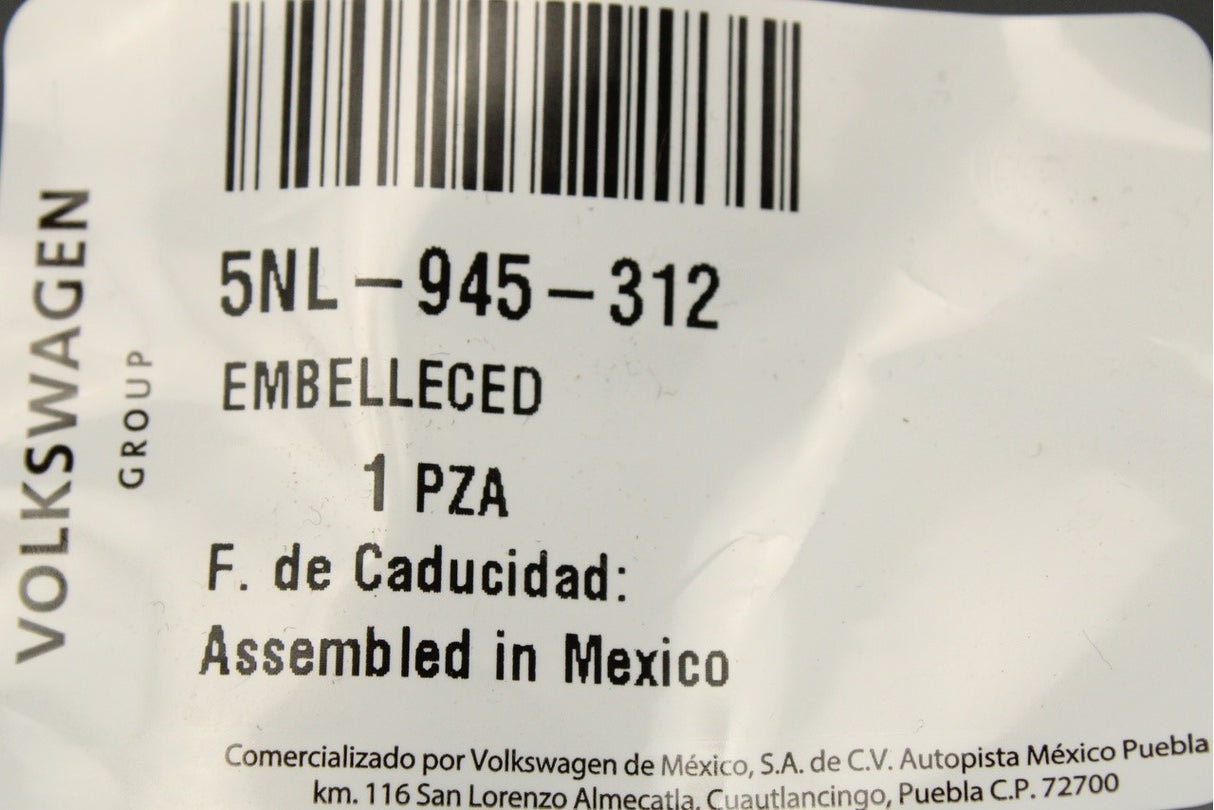 VOLKSWAGEN
GROUP
5NL-945-312
EMBELLECED
1 PZA
F. de Caducidad:
Assembled in Mexico
Comercializado por Volkswagen de México, S.A. de C.V. Autopista México Puebla
km. 116 San Lorenzo Almecatla, Cuautlancingo, Puebla C.P. 72700